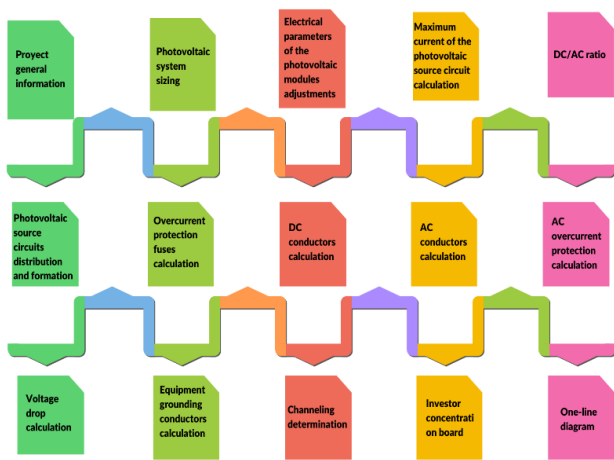 Proyect
general
information
Photovoltaic
system
sizing
Electrical
parameters
of the
photovoltaic
modules
adjustments
Maximum
current of the
photovoltaic
source circuit
calculation
DC/AC ratio
Photovoltaic
source
circuits
distribution
and formation
Overcurrent
protection
fuses
calculation
DC
conductors
calculation
AC
conductors
calculation
AC
overcurrent
protection
calculation
Voltage
drop
calculation
Equipment
grounding
conductors
calculation
Channeling
determination
Investor
concentrati
on board
One-line
diagram